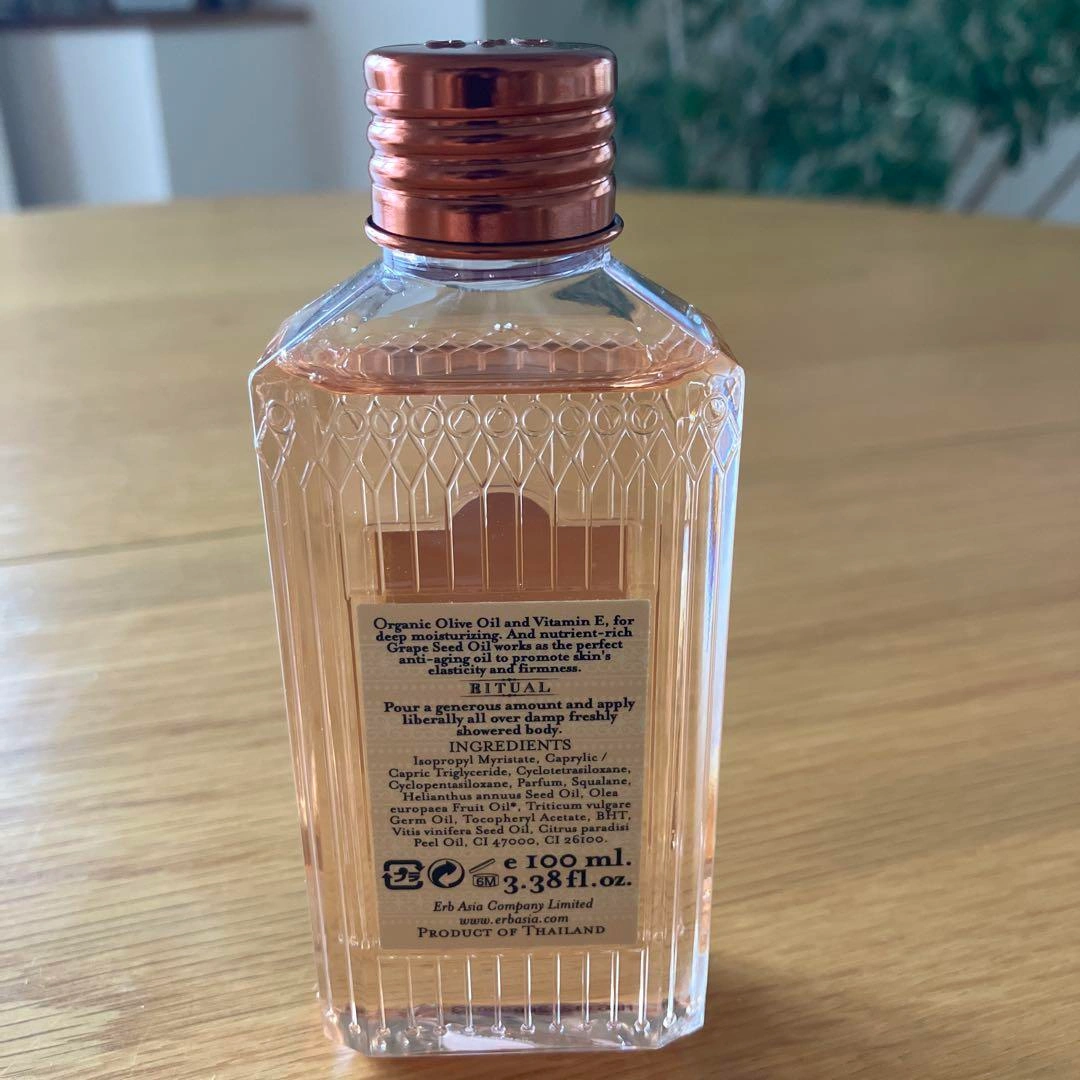 Organic Olive Oil and Vitamin E, for
deep moisturizing. And nutrient-rich
Grape Seed Oil works as the perfect
anti-aging oil to promote skin's
elasticity and firmness.
RITUAL
Pour a generous amount and apply
liberally all over damp freshly
showered body.
INGREDIENTS
Isopropyl Myristate, Caprylic /
Capric Triglyceride, Cyclotetrasiloxane,
Cyclopentasiloxane, Parfum, Squalane,
Helianthus annuus Seed Oil, Olea
europaea Fruit Oil*, Triticum vulgare
Germ Oil, Tocopheryl Acetate, BHT,
Vitis vinifera Seed Oil, Citrus paradisi
Peel Oil, CI 47000, CI 26100.
プラ 6M e 100 ml.
3.38 fl.oz.
Erb Asia Company Limited
www.erbasia.com
PRODUCT OF THAILAND